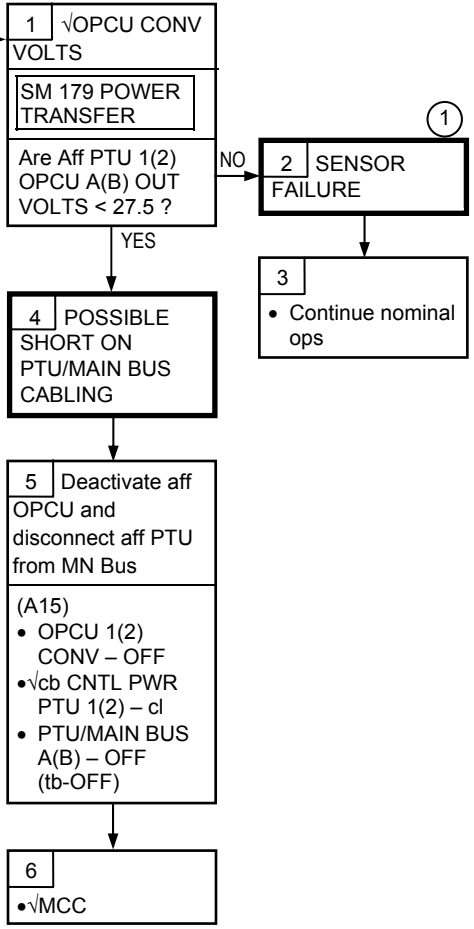 1 √OPCU CONV
VOLTS
SM 179 POWER
TRANSFER
Are Aff PTU 1(2)
OPCU A(B) OUT
VOLTS < 27.5 ?
NO
YES
1
2 SENSOR
FAILURE
3
• Continue nominal
ops
4 POSSIBLE
SHORT ON
PTU/MAIN BUS
CABLING
5 Deactivate aff
OPCU and
disconnect aff PTU
from MN Bus
(A15)
• OPCU 1(2)
CONV – OFF
•√cb CNTL PWR
PTU 1(2) – cl
• PTU/MAIN BUS
A(B) – OFF
(tb-OFF)
6
•√MCC